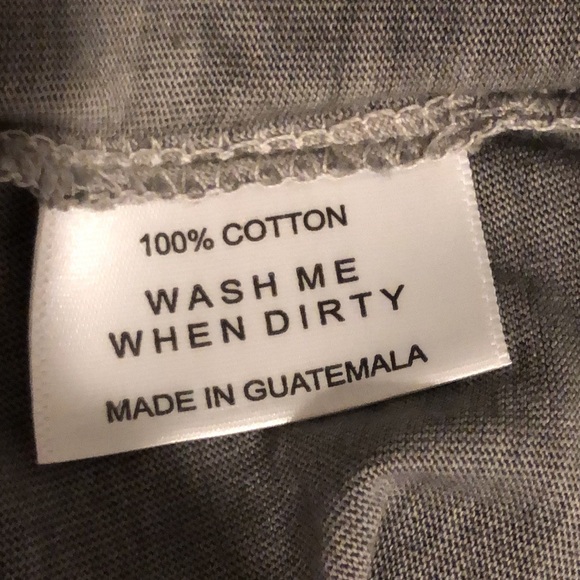 100% COTTON
WASH ME
WHEN DIRTY
MADE IN GUATEMALA